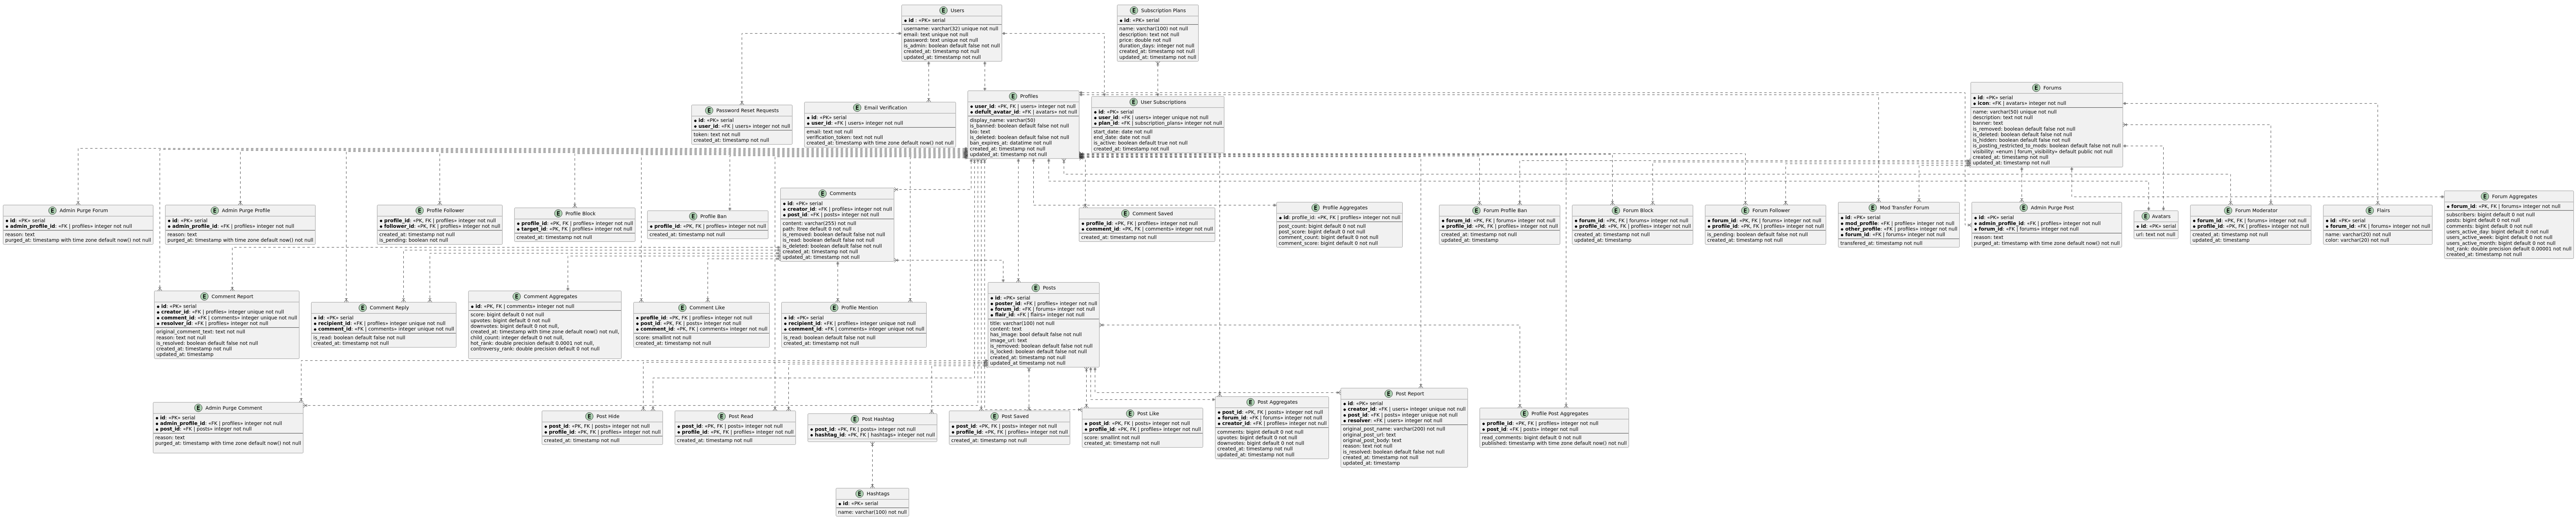 E Users
id : «PK» serial
username: varchar(32) unique not null
email: text unique not null
password: text unique not null
is_admin: boolean default false not null
created_at: timestamp not null
updated_at: timestamp not null
E Subscription Plans
id: «PK» serial
name: varchar(100) not null
description: text not null
price: double not null
duration_days: integer not null
created_at: timestamp not null
updated_at: timestamp not null
E Password Reset Requests
id: «PK» serial
user_id: «FK | users» integer not null
token: text not null
created_at: timestamp not null
E Email Verification
id: «PK» serial
user_id: «FK | users» integer not null
email: text not null
verification_token: text not null
created_at: timestamp with time zone default now() not null
E Profiles
user_id: «PK, FK | users» integer not null
defult_avatar_id: «FK | avatars» not null
display_name: varchar(50)
is_banned: boolean default false not null
bio: text
is_deleted: boolean default false not null
ban_expires_at: datatime not null
created_at: timestamp not null
updated_at: timestamp not null
E User Subscriptions
id: «PK» serial
user_id: «FK | users» integer unique not null
plan_id: «FK | subscription_plans» integer not null
start_date: date not null
end_date: date not null
is_active: boolean default true not null
created_at: timestamp not null
E Forums
id: «PK» serial
icon: «FK | avatars» integer not null
name: varchar(50) unique not null
description: text not null
banner: text
is_removed: boolean default false not null
is_deleted: boolean default false not null
is_hidden: boolean default false not null
is_posting_restricted_to_mods: boolean default false not null
visibility: «enum | forum_visibility» default public not null
created_at: timestamp not null
updated_at: timestamp not null
E Admin Purge Forum
id: «PK» serial
admin_profile_id: «FK | profiles» integer not null
reason: text
purged_at: timestamp with time zone default now() not null
E Admin Purge Profile
id: «PK» serial
admin_profile_id: «FK | profiles» integer not null
reason: text
purged_at: timestamp with time zone default now() not null
E Profile Follower
profile_id: «PK, FK | profiles» integer not null
follower_id: «PK, FK | profiles» integer not null
created_at: timestamp not null
is_pending: boolean not null
E Profile Block
profile_id: «PK, FK | profiles» integer not null
target_id: «PK, FK | profiles» integer not null
created_at: timestamp not null
E Profile Ban
profile_id: «PK, FK | profiles» integer not null
created_at: timestamp not null
E Comments
id: «PK» serial
creator_id: «FK | profiles» integer not null
post_id: «FK | posts» integer not null
content: varchar(255) not null
path: ltree default 0 not null
is_removed: boolean default false not null
is_read: boolean default false not null
is_deleted: boolean default false not null
created_at: timestamp not null
updated_at: timestamp not null
E Comment Saved
profile_id: «PK, FK | profiles» integer not null
comment_id: «PK, FK | comments» integer not null
created_at: timestamp not null
E Profile Aggregates
id: profile_id: «PK, FK | profiles» integer not null
post_count: bigint default 0 not null
post_score: bigint default 0 not null
comment_count: bigint default 0 not null
comment_score: bigint default 0 not null
E Forum Profile Ban
forum_id: «PK, FK | forums» integer not null
profile_id: «PK, FK | profiles» integer not null
created_at: timestamp not null
updated_at: timestamp
E Forum Block
forum_id: «PK, FK | forums» integer not null
profile_id: «PK, FK | profiles» integer not null
created_at: timestamp not null
updated_at: timestamp
E Forum Follower
forum_id: «PK, FK | forums» integer not null
profile_id: «PK, FK | profiles» integer not null
is_pending: boolean default false not null
created_at: timestamp not null
E Mod Transfer Forum
id: «PK» serial
mod_profile: «FK | profiles» integer not null
other_profile: «FK | profiles» integer not null
forum_id: «FK | forums» integer not null
transferred_at: timestamp not null
E Admin Purge Post
id: «PK» serial
admin_profile_id: «FK | profiles» integer not null
forum_id: «FK | forums» integer not null
reason: text
purged_at: timestamp with time zone default now() not null
E Avatars
id: «PK» serial
url: text not null
E Forum Moderator
forum_id: «PK, FK | forums» integer not null
profile_id: «PK, FK | profiles» integer not null
created_at: timestamp not null
updated_at: timestamp
E Flairs
id: «PK» serial
forum_id: «FK | forums» integer not null
name: varchar(20) not null
color: varchar(20) not null
E Forum Aggregates
forum_id: «PK, FK | forums» integer not null
subscribers: bigint default 0 not null
posts: bigint default 0 not null
comments: bigint default 0 not null
users_active_day: bigint default 0 not null
users_active_week: bigint default 0 not null
users_active_month: bigint default 0 not null
hot_rank: double precision default 0.00001 not null
created_at: timestamp not null
E Comment Report
id: «PK» serial
creator_id: «FK | profiles» integer unique not null
comment_id: «FK | comments» integer unique not null
resolver_id: «FK | profiles» integer not null
original_comment_text: text not null
reason: text not null
is_resolved: boolean default false not null
created_at: timestamp not null
updated_at: timestamp
E Comment Reply
id: «PK» serial
recipient_id: «FK | profiles» integer unique not null
comment_id: «FK | comments» integer unique not null
is_read: boolean default false not null
created_at: timestamp not null
E Comment Aggregates
id: «PK, FK | comments» integer not null
score: bigint default 0 not null
upvotes: bigint default 0 not null
downvotes: bigint default 0 not null,
created_at: timestamp with time zone default now() not null,
child_count: integer default 0 not null,
hot_rank: double precision default 0.0001 not null,
controversy_rank: double precision default 0 not null
E Comment Like
profile_id: «PK, FK | profiles» integer not null
post_id: «PK, FK | posts» integer not null
comment_id: «PK, FK | comments» integer not null
score: smallint not null
created_at: timestamp not null
E Profile Mention
id: «PK» serial
recipient_id: «FK | profiles» integer unique not null
comment_id: «FK | comments» integer unique not null
is_read: boolean default false not null
created_at: timestamp not null
E Posts
id: «PK» serial
poster_id: «FK | profiles» integer not null
forum_id: «FK | forums» integer not null
flair_id: «FK | flairs» integer not null
title: varchar(100) not null
content: text
has_image: bool default false not null
image_url: text
is_removed: boolean default false not null
is_locked: boolean default false not null
created_at: timestamp not null
updated_at timestamp not null
E Admin Purge Comment
id: «PK» serial
admin_profile_id: «FK | profiles» integer not null
post_id: «FK | posts» integer not null
reason: text
purged_at: timestamp with time zone default now() not null
E Post Hide
post_id: «PK, FK | posts» integer not null
profile_id: «PK, FK | profiles» integer not null
created_at: timestamp not null
E Post Read
post_id: «PK, FK | posts» integer not null
profile_id: «PK, FK | profiles» integer not null
created_at: timestamp not null
E Post Hashtag
post_id: «PK, FK | posts» integer not null
hashtag_id: «PK, FK | hashtags» integer not null
E Post Saved
post_id: «PK, FK | posts» integer not null
profile_id: «PK, FK | profiles» integer not null
created_at: timestamp not null
E Post Like
post_id: «PK, FK | posts» integer not null
profile_id: «PK, FK | profiles» integer not null
score: smallint not null
created_at: timestamp not null
E Post Aggregates
post_id: «PK, FK | posts» integer not null
forum_id: «FK | forums» integer not null
creator_id: «FK | profiles» integer not null
comments: bigint default 0 not null
upvotes: bigint default 0 not null
downvotes: bigint default 0 not null
created_at: timestamp not null
updated_at: timestamp not null
E Post Report
id: «PK» serial
creator_id: «FK | users» integer unique not null
post_id: «FK | posts» integer unique not null
resolver: «FK | users» integer not null
original_post_name: varchar(200) not null
original_post_url: text
original_post_body: text
reason: text not null
is_resolved: boolean default false not null
created_at: timestamp not null
updated_at: timestamp
E Profile Post Aggregates
profile_id: «PK, FK | profiles» integer not null
post_id: «FK | posts» integer not null
read_comments: bigint default 0 not null
published: timestamp with time zone default now() not null
E Hashtags
id: «PK» serial
name: varchar(100) not null